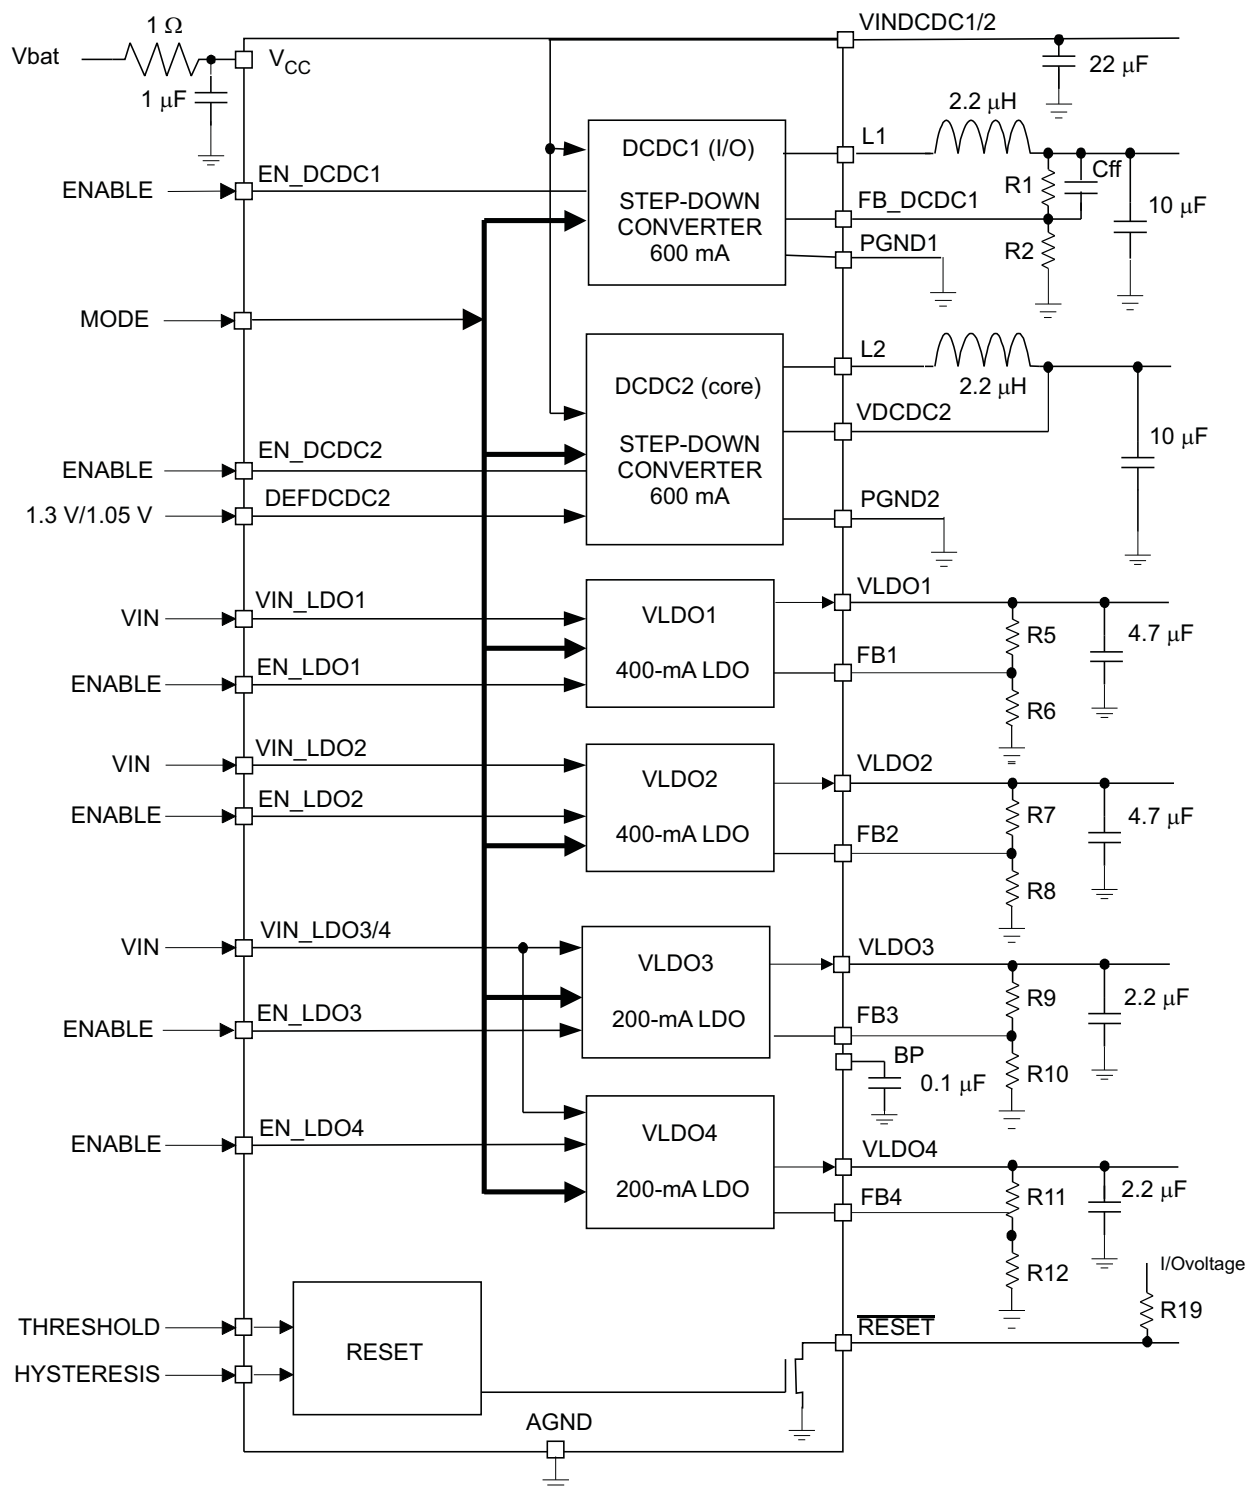 1 Ω
Vbat
VCC
1 μF
VINDCDC1/2
22 μF
2.2 μH
DCDC1 (I/O)
STEP-DOWN
CONVERTER
600 mA
L1
Cff
R1
10 μF
ENABLE
EN_DCDC1
FB_DCDC1
R2
PGND1
MODE
L2
2.2 μH
DCDC2 (core)
STEP-DOWN
CONVERTER
600 mA
VDCDC2
10 μF
ENABLE
EN_DCDC2
1.3 V/1.05 V
DEFDCDC2
PGND2
VIN
VIN_LDO1
VLDO1
400-mA LDO
VLDO1
R5
4.7 μF
ENABLE
EN_LDO1
FB1
R6
VIN
VIN_LDO2
VLDO2
400-mA LDO
VLDO2
R7
4.7 μF
ENABLE
EN_LDO2
FB2
R8
VIN
VIN_LDO3/4
VLDO3
200-mA LDO
VLDO3
R9
2.2 μF
ENABLE
EN_LDO3
FB3
BP
0.1 μF
R10
ENABLE
EN_LDO4
VLDO4
200-mA LDO
VLDO4
R11
2.2 μF
FB4
R12
I/Ovoltage
R19
THRESHOLD
HYSTERESIS
RESET
RESET
AGND